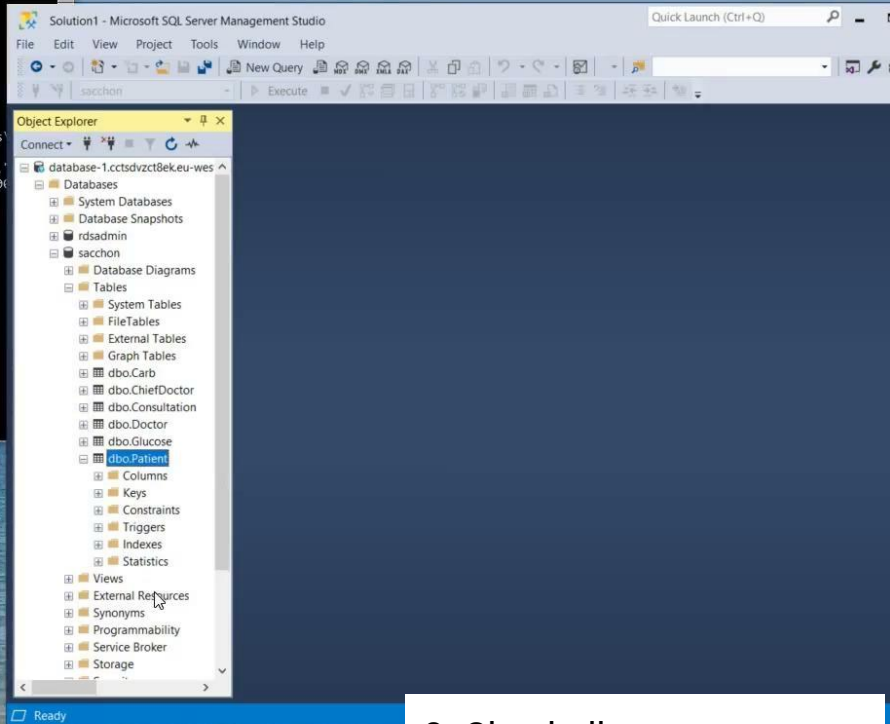 Solution1 - Microsoft SQL Server Management Studio
Quick Launch (Ctrl+Q)
File Edit View Project Tools Window Help
New Query
sacchon
Execute
Object Explorer
Connect
database-1.cctsdvzct8ek.eu-wes
Databases
System Databases
Database Snapshots
rdsadmin
sacchon
Database Diagrams
Tables
System Tables
FileTables
External Tables
Graph Tables
dbo.Carb
dbo.ChiefDoctor
dbo.Consultation
dbo.Doctor
dbo.Glucose
dbo.Patient
Columns
Keys
Constraints
Triggers
Indexes
Statistics
Views
External Resources
Synonyms
Programmability
Service Broker
Storage
Ready